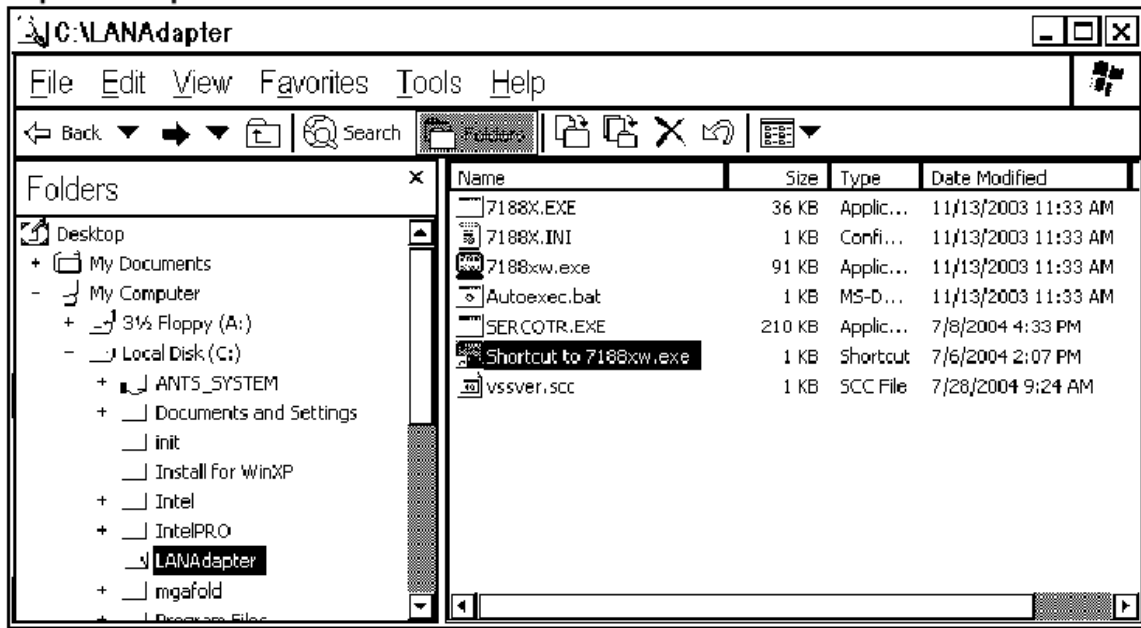 C:\LANAdapter
File Edit View Favorites Tools Help
Back Search Folders
Folders
Desktop
My Documents
My Computer
3½ Floppy (A:)
Local Disk (C:)
ANTS_SYSTEM
Documents and Settings
init
Install for WinXP
Intel
IntelPRO
LANAdapter
mgafold
Program Files
Name Size Type Date Modified
7188X.EXE 36 KB Applic... 11/13/2003 11:33 AM
7188X.INI 1 KB Confi... 11/13/2003 11:33 AM
7188xw.exe 91 KB Applic... 11/13/2003 11:33 AM
Autoexec.bat 1 KB MS-D... 11/13/2003 11:33 AM
SERCOTR.EXE 210 KB Applic... 7/8/2004 4:33 PM
Shortcut to 7188xw.exe 1 KB Shortcut 7/6/2004 2:07 PM
vssver.scc 1 KB SCC File 7/28/2004 9:24 AM